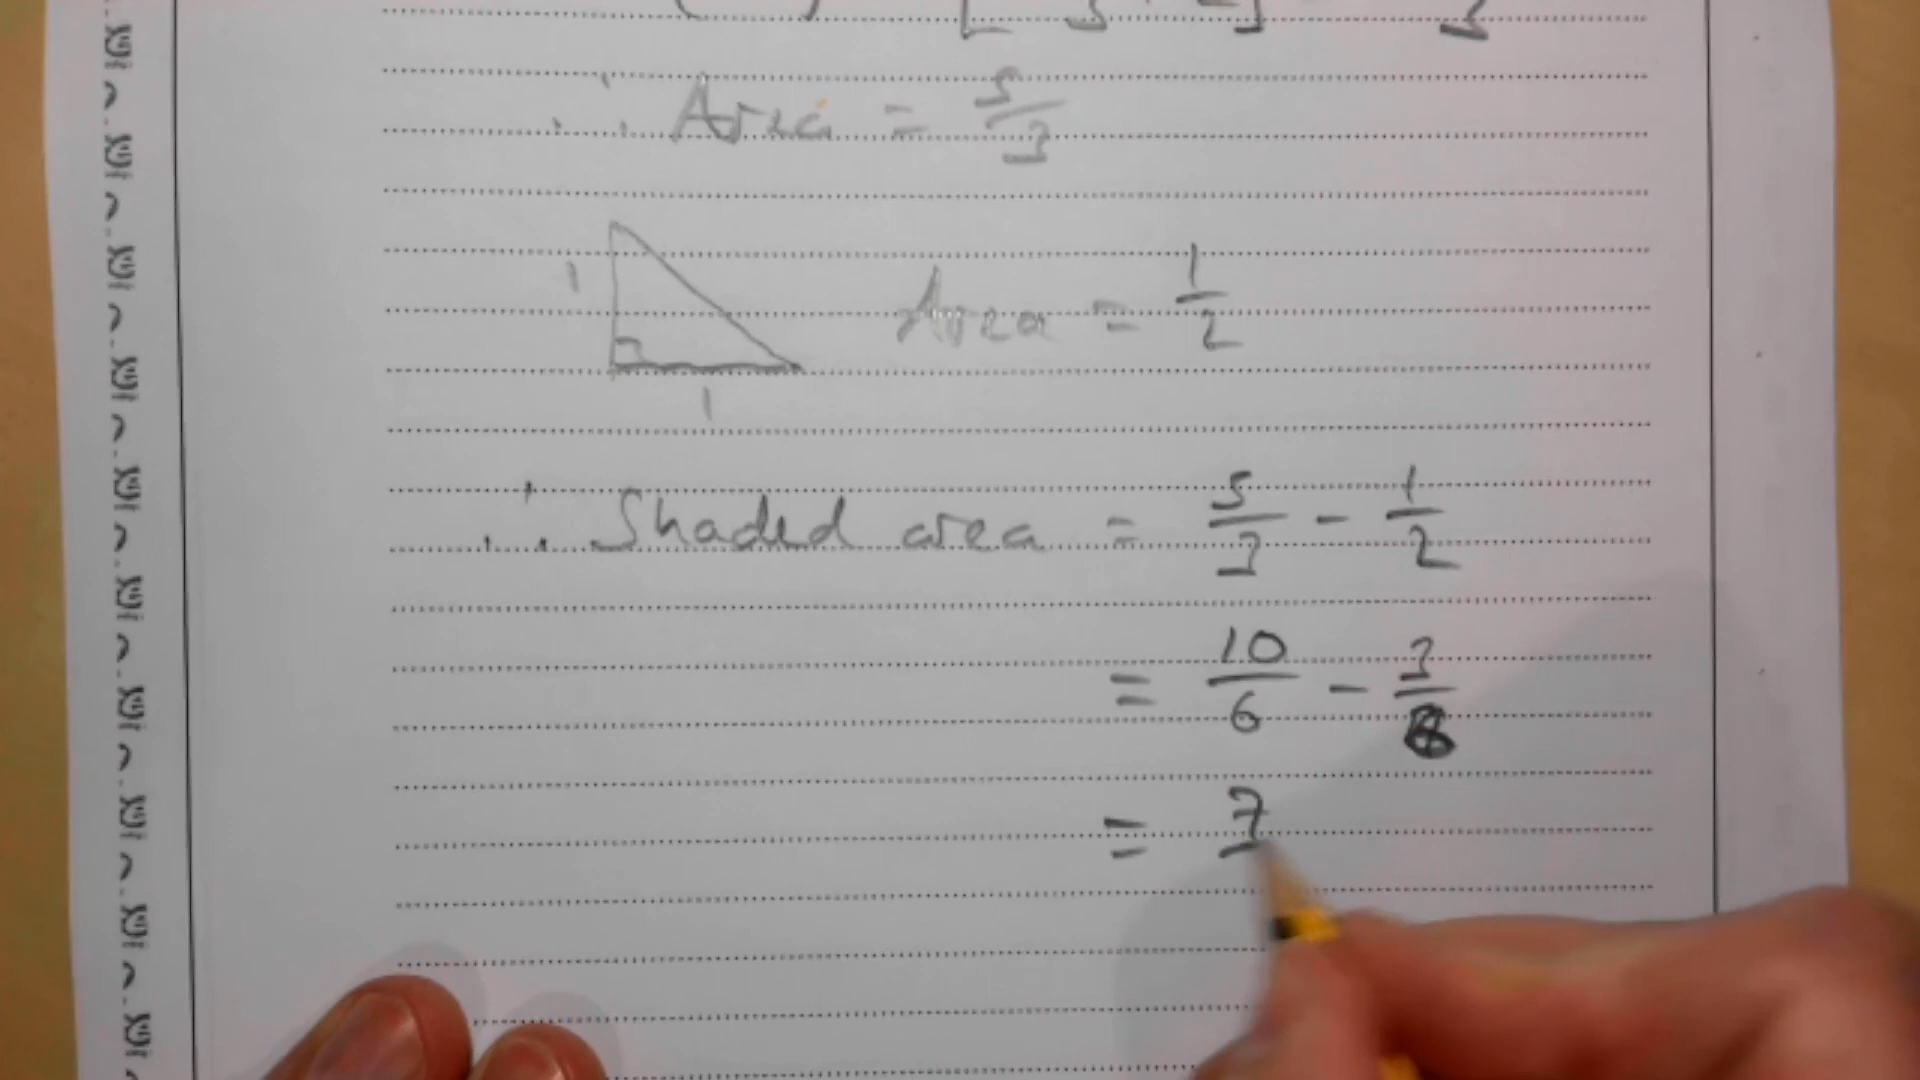 ∴ Area = 5/3
1
Area = 1/2
1
∴ Shaded area = 5/3 - 1/2
= 10/6 - 3/6
= 7